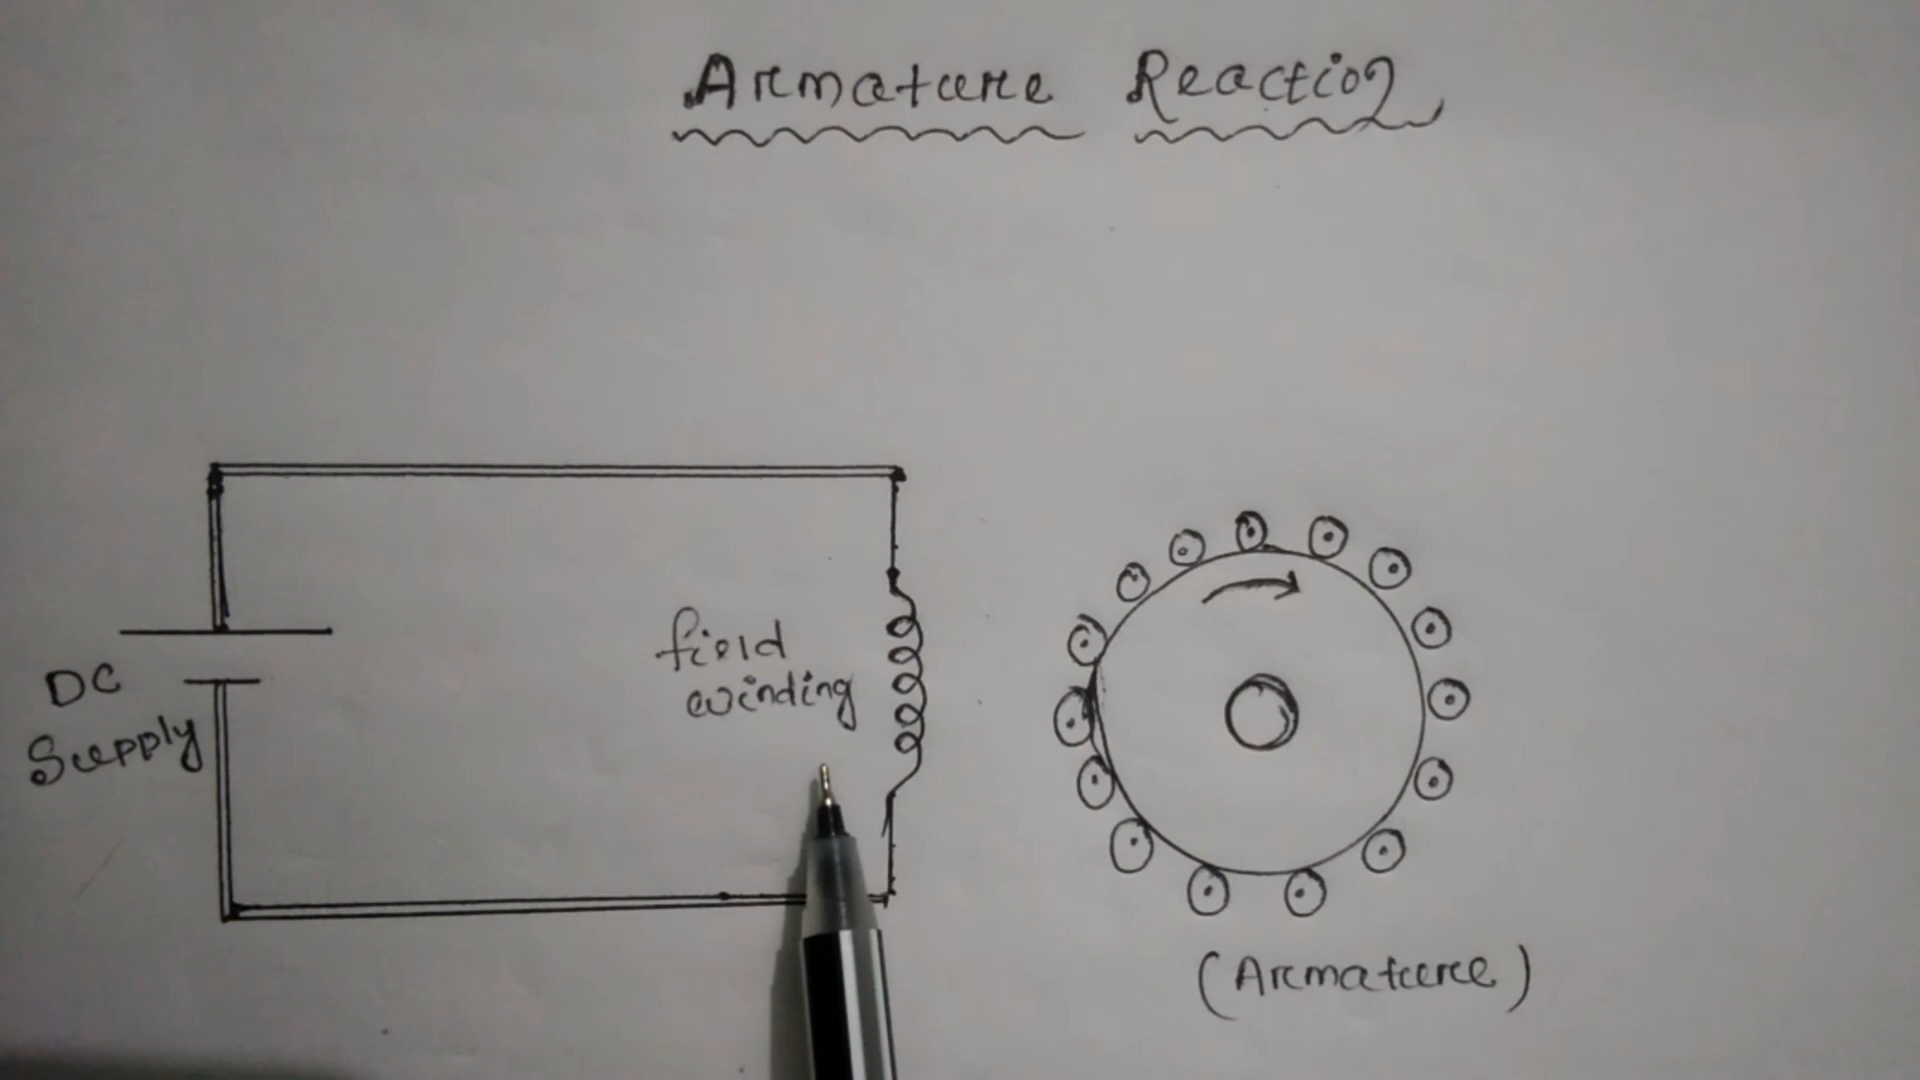 Armature Reaction
field
winding
DC
Supply
(Armature)